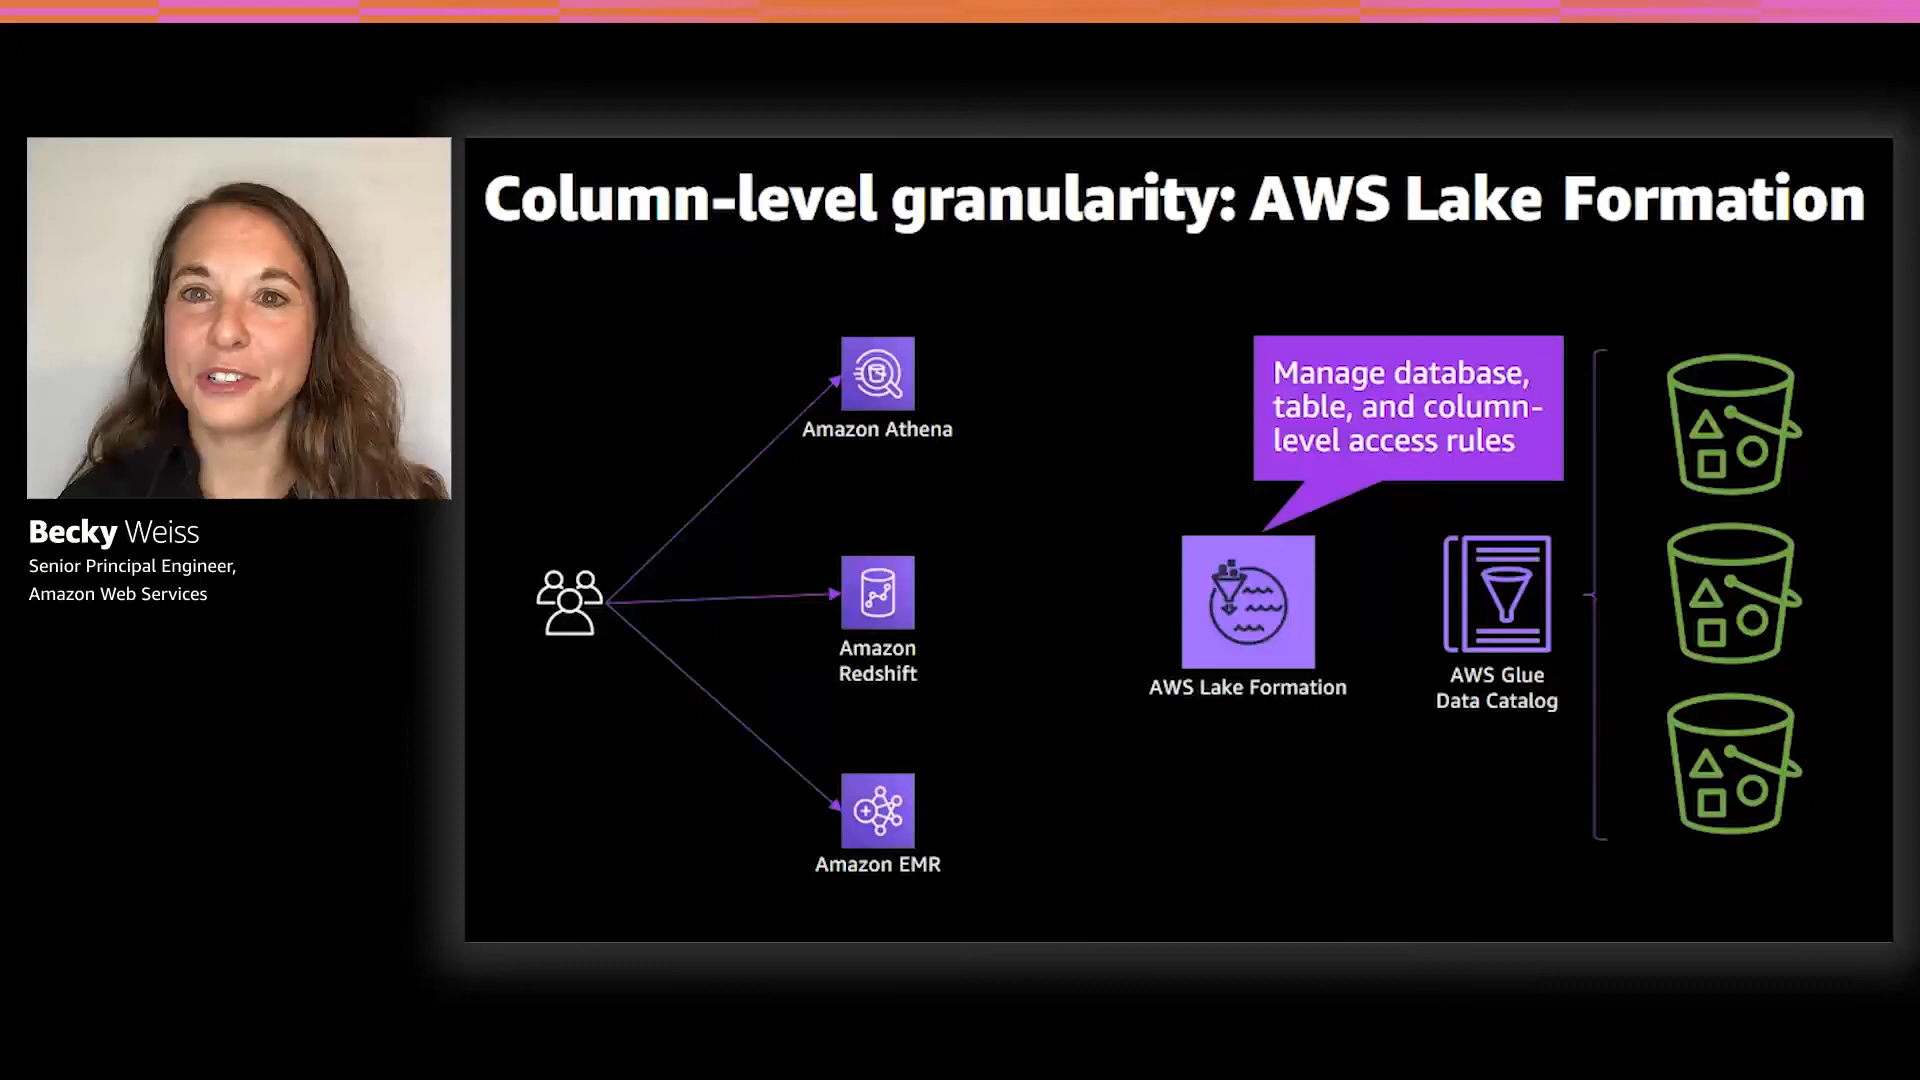 Column-level granularity: AWS Lake Formation
Becky Weiss
Senior Principal Engineer,
Amazon Web Services
Amazon Athena
Amazon
Redshift
Amazon EMR
Manage database,
table, and column-
level access rules
AWS Lake Formation
AWS Glue
Data Catalog